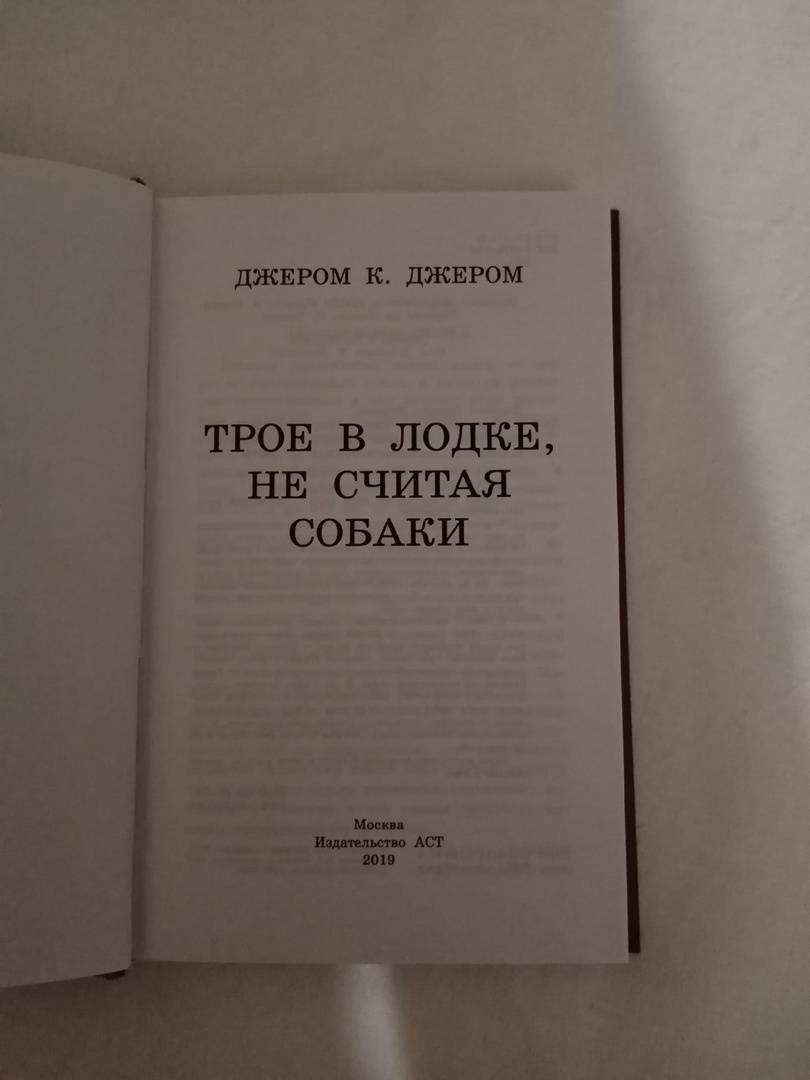 ДЖЕРОМ К. ДЖЕРОМ
ТРОЕ В ЛОДКЕ,
НЕ СЧИТАЯ
СОБАКИ
Москва
Издательство АСТ
2019